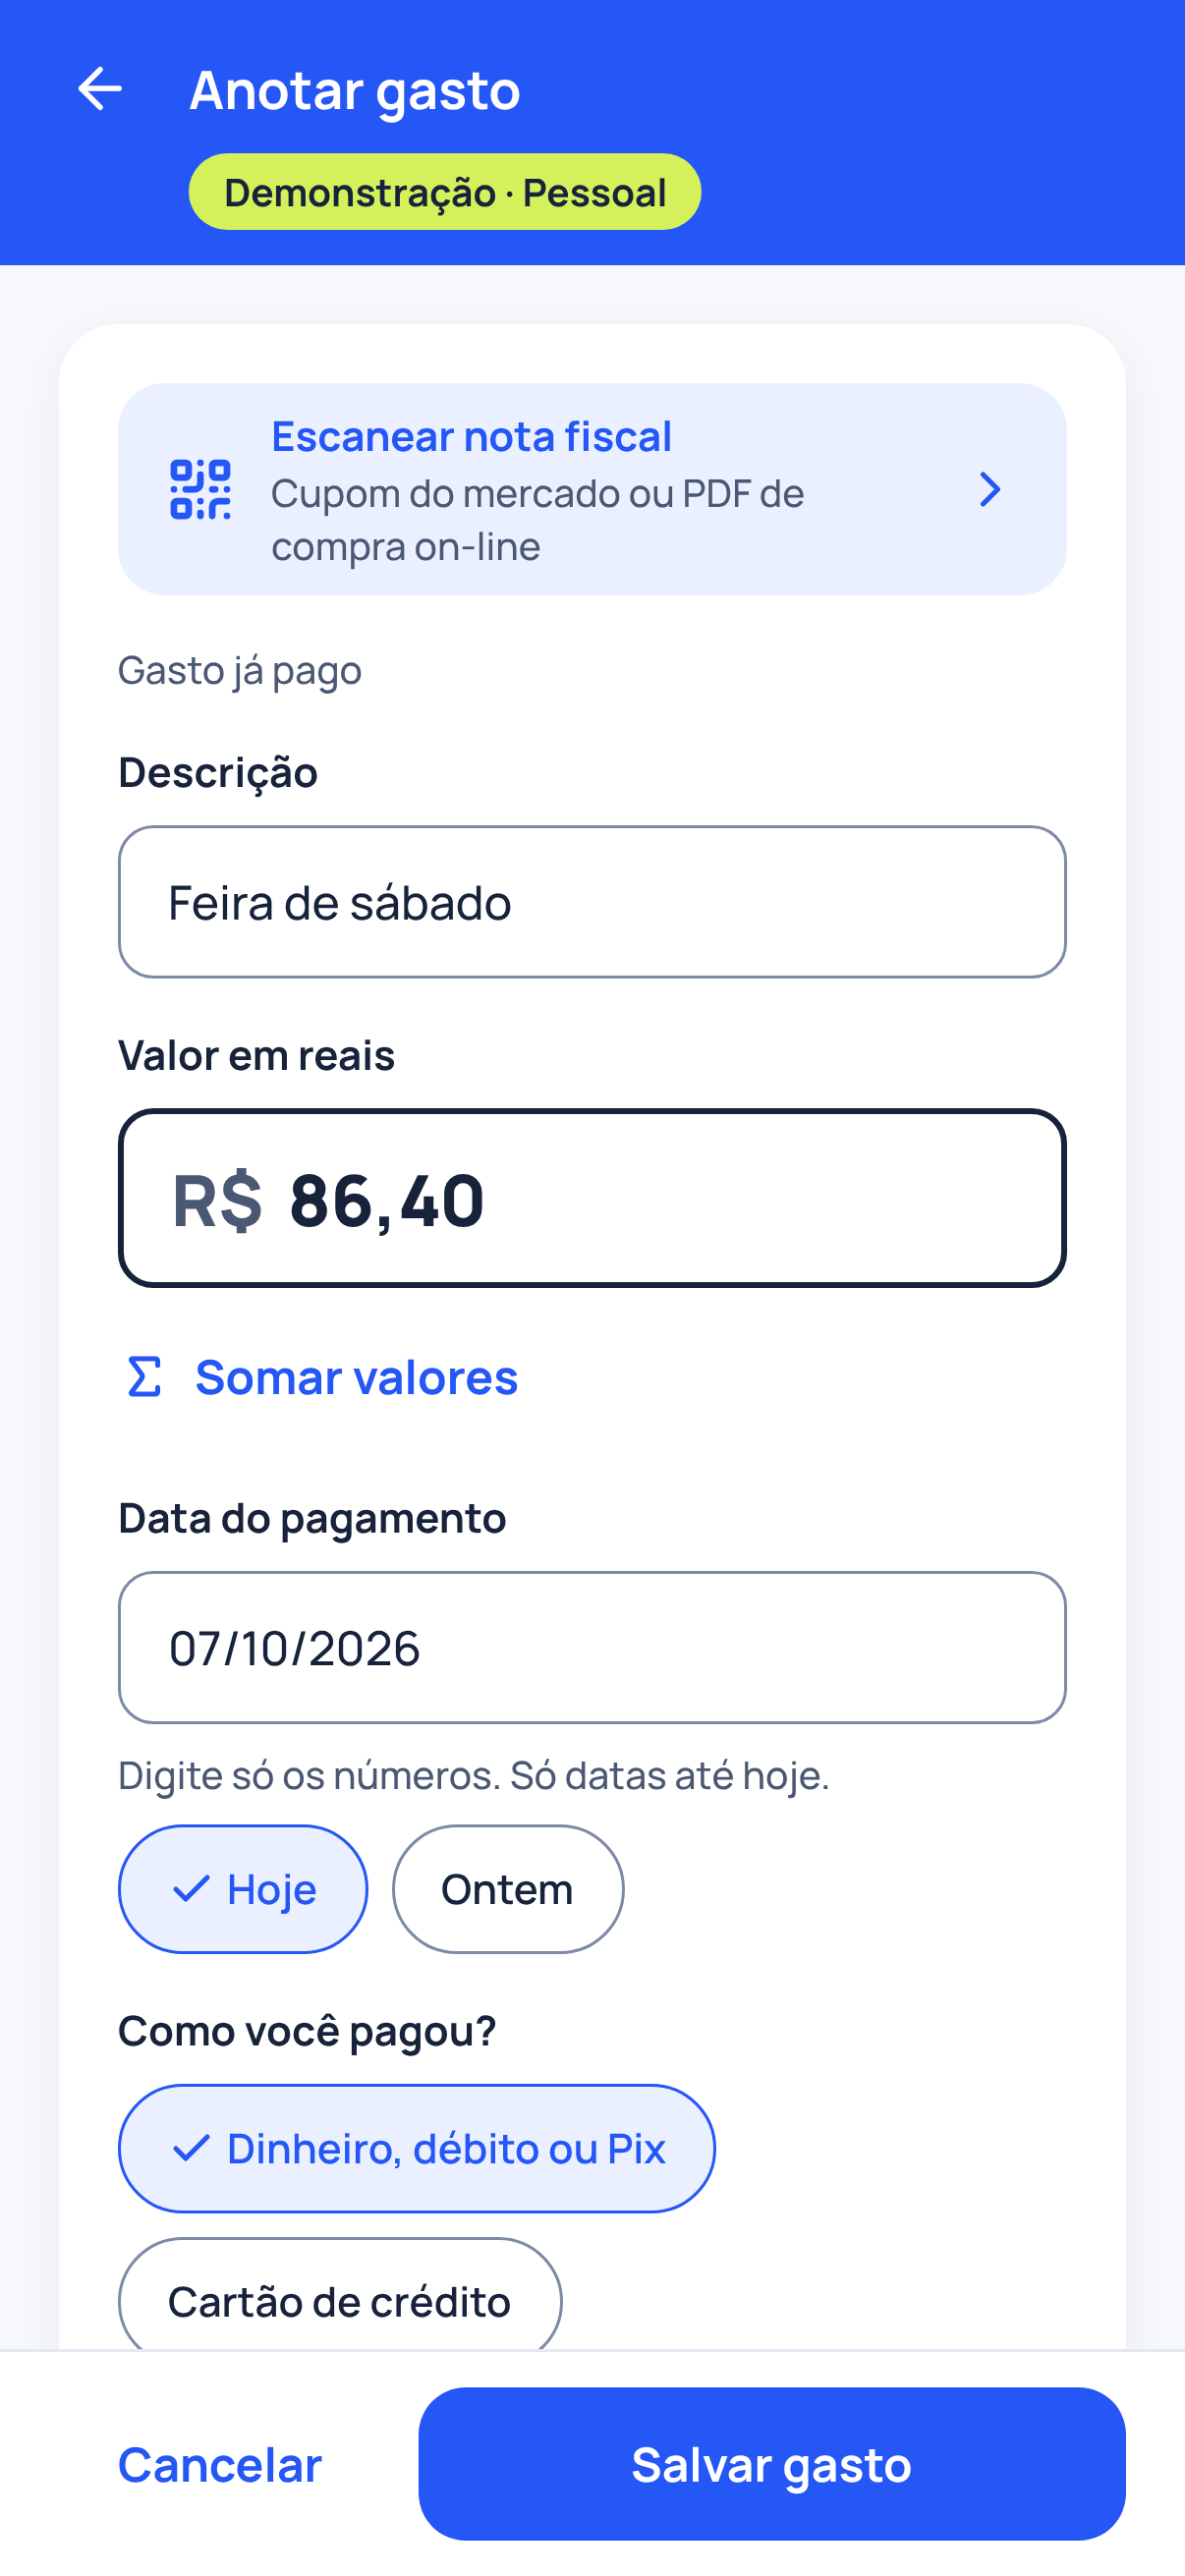 Anotar gasto
Demonstração · Pessoal
Escanear nota fiscal
Cupom do mercado ou PDF de
compra on-line
Gasto já pago
Descrição
Feira de sábado
Valor em reais
R$ 86,40
Somar valores
Data do pagamento
07/10/2026
Digite só os números. Só datas até hoje.
Hoje
Ontem
Como você pagou?
Dinheiro, débito ou Pix
Cartão de crédito
Cancelar
Salvar gasto